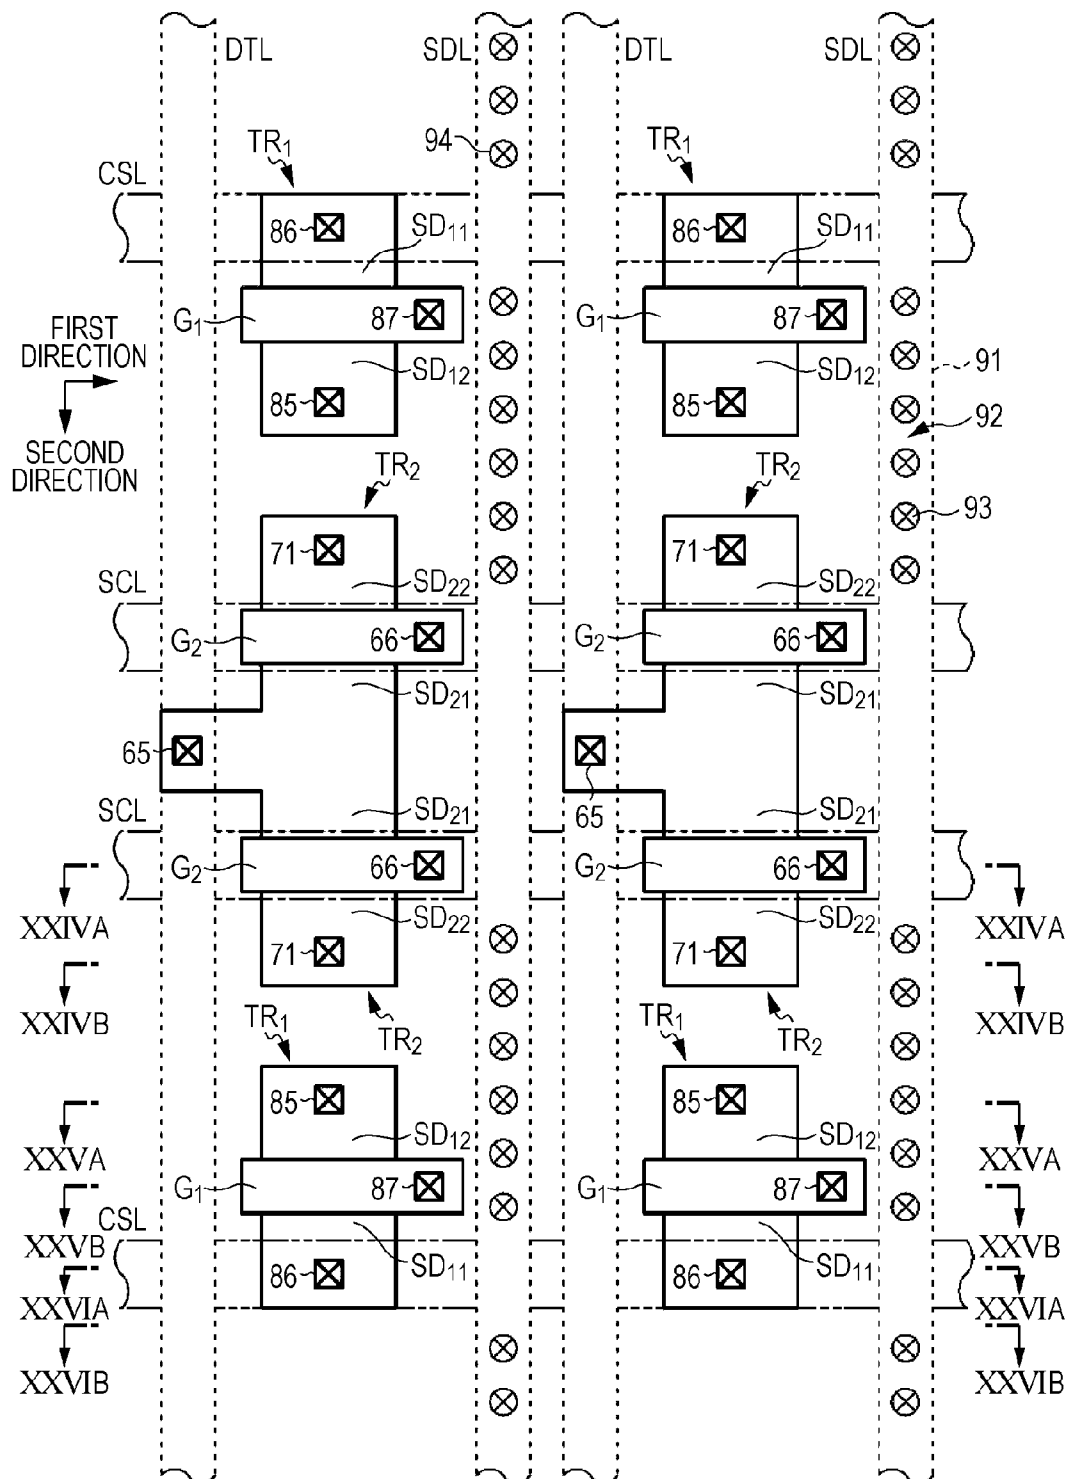 DTL SDL DTL SDL
TR₁ 94 TR₁
CSL
86 SD₁₁ 86 SD₁₁
G₁ 87 G₁ 87
FIRST
DIRECTION
SD₁₂ SD₁₂ 91
85 85
92
SECOND
DIRECTION
TR₂ TR₂
93
71 71
SCL SD₂₂ SD₂₂
G₂ 66 G₂ 66
SD₂₁ SD₂₁
65
SCL SD₂₁ 65 SD₂₁
G₂ 66 G₂ 66
XXIVA SD₂₂ SD₂₂ XXIVA
71 71
XXIVB TR₁ TR₂ TR₁ TR₂ XXIVB
85 85
SD₁₂ SD₁₂
XXVA XXVA
G₁ 87 G₁ 87
CSL
XXVB SD₁₁ SD₁₁ XXVB
86 86
XXVIA XXVIA
XXVIB XXVIB